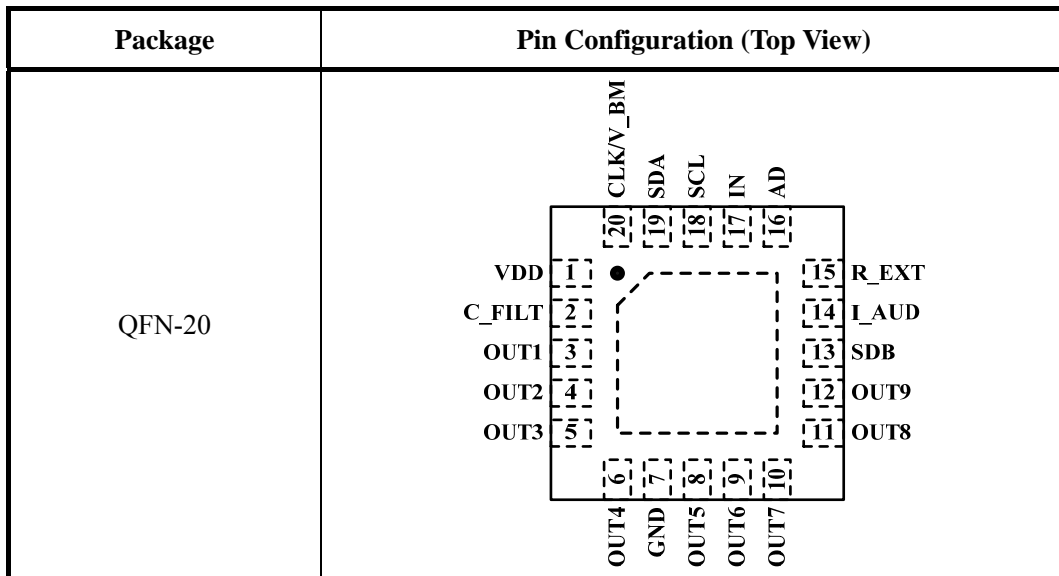 Package
Pin Configuration (Top View)
QFN-20
CLK/V_BM
SDA
SCL
IN
AD
20
19
18
17
16
VDD 1
C_FILT 2
OUT1 3
OUT2 4
OUT3 5
15 R_EXT
14 I_AUD
13 SDB
12 OUT9
11 OUT8
6
7
8
9
10
OUT4
GND
OUT5
OUT6
OUT7